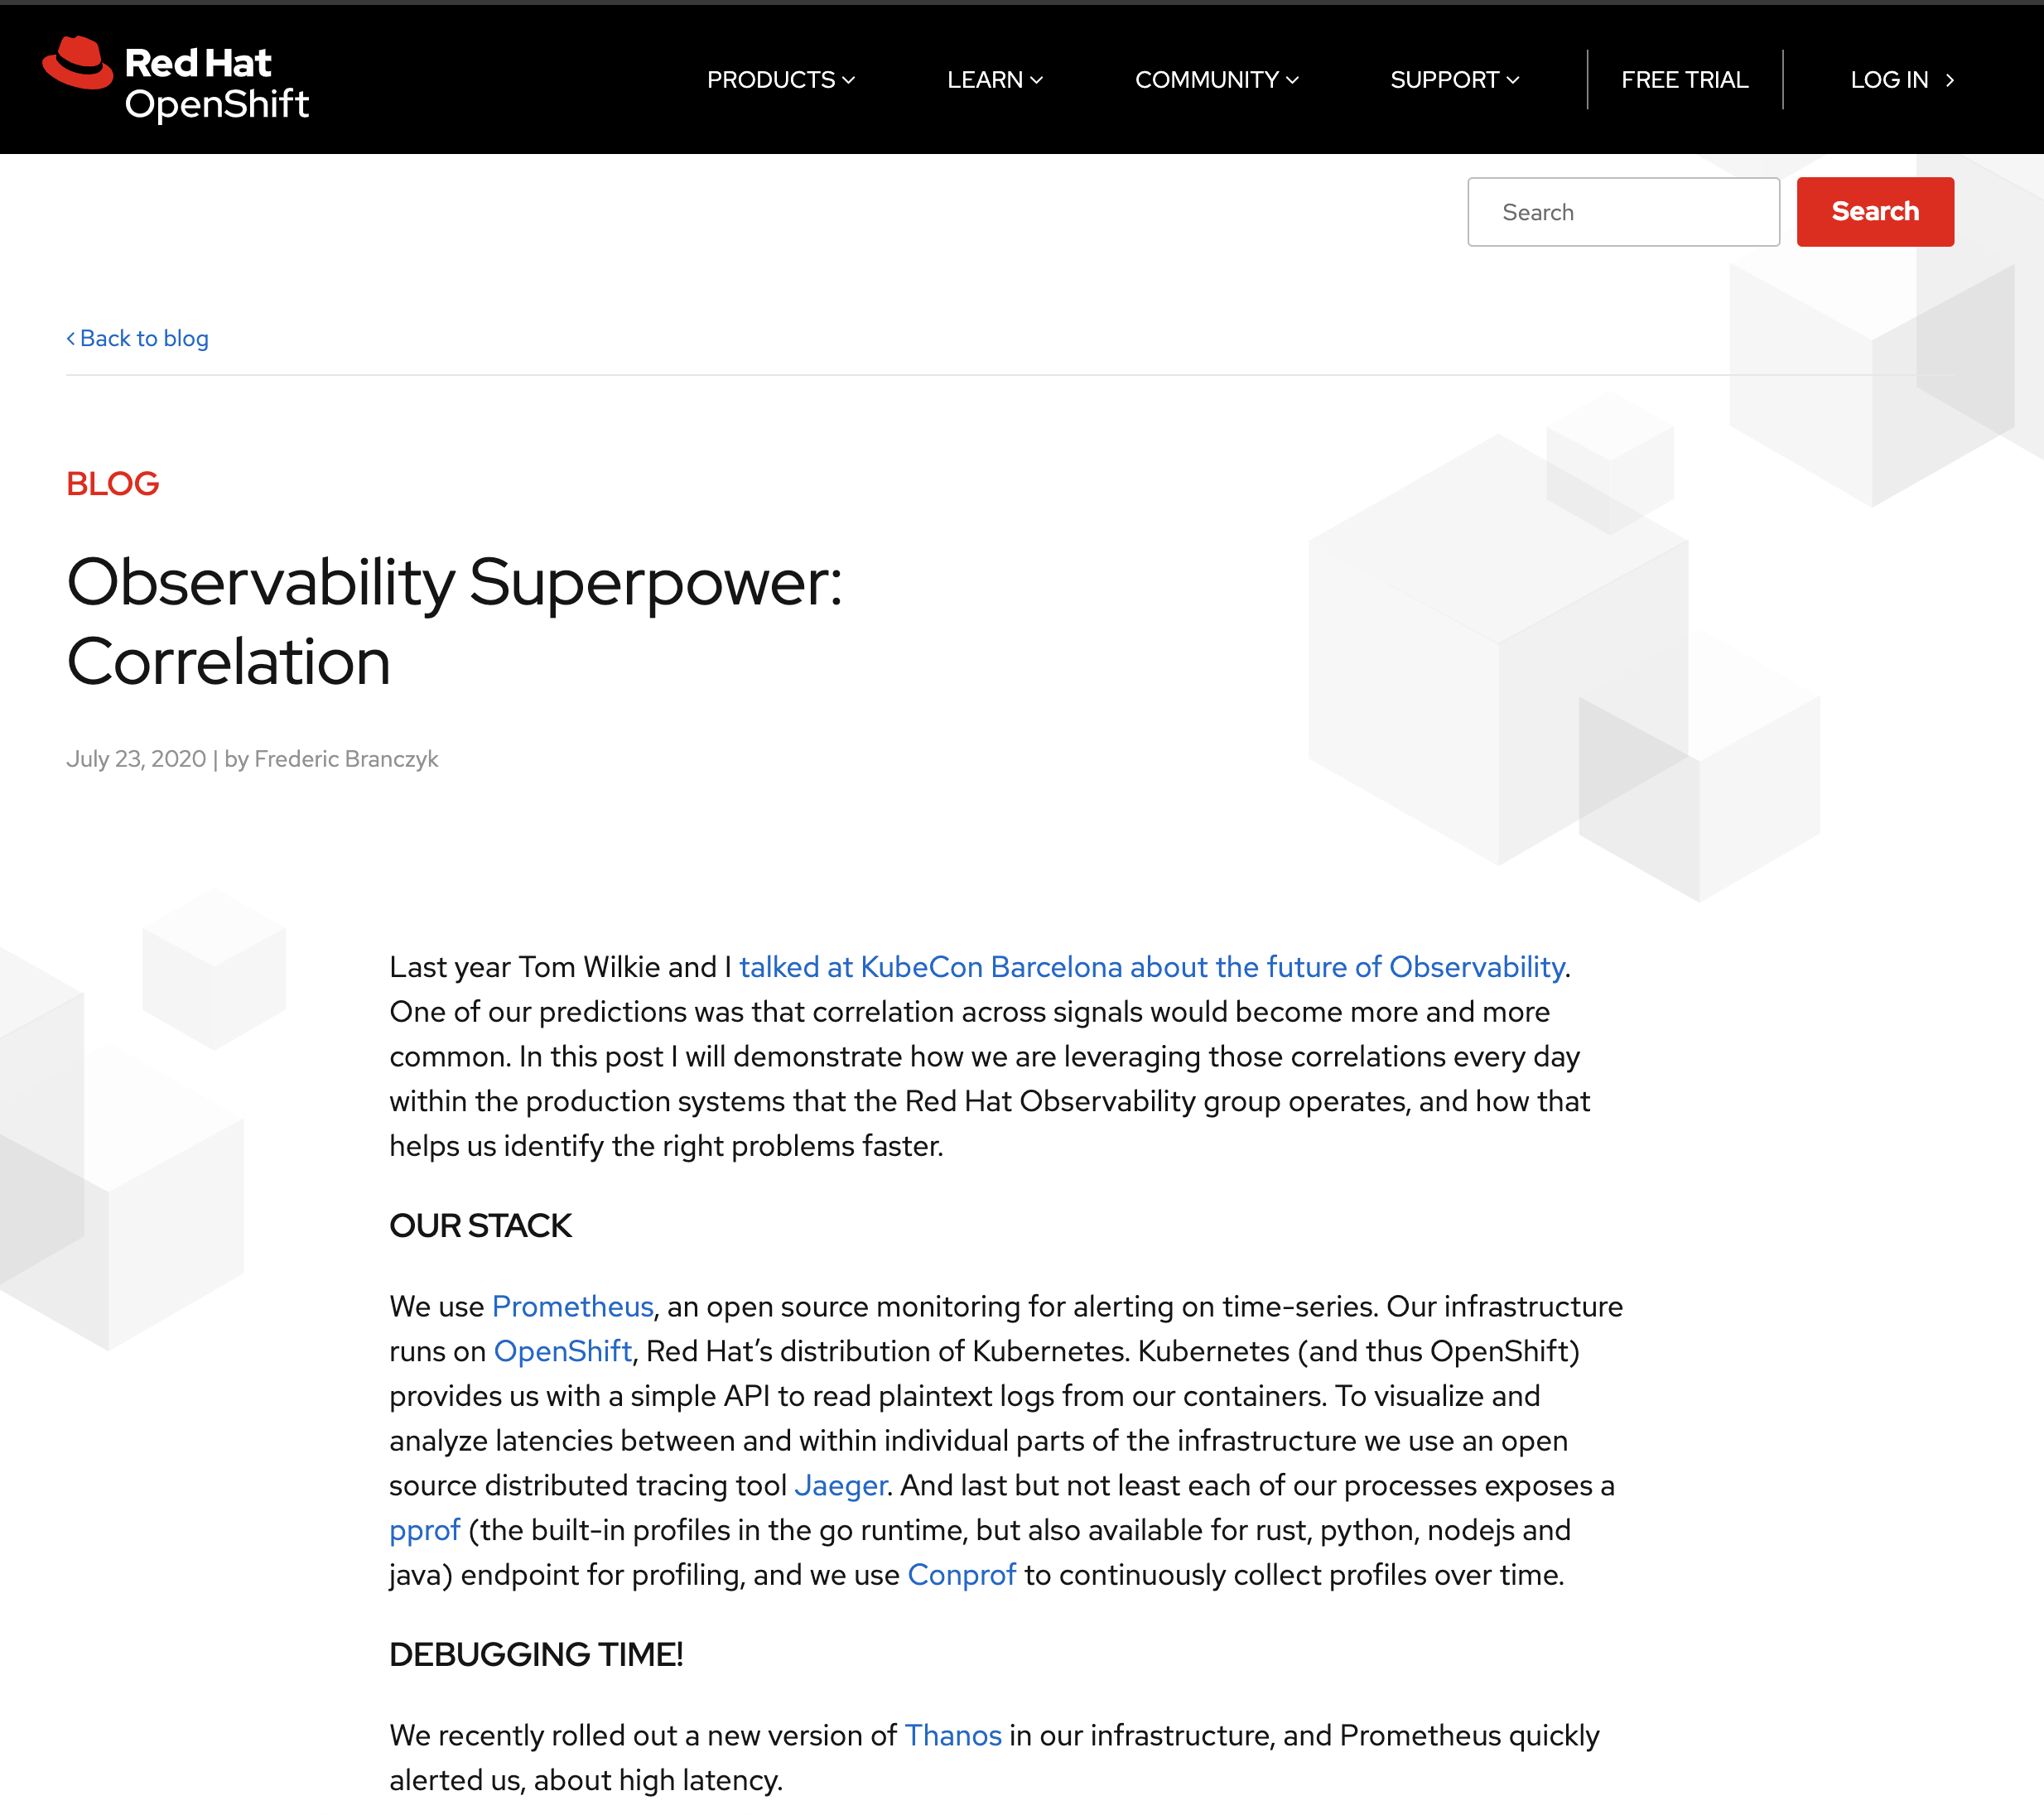 Red Hat
OpenShift
PRODUCTS
LEARN
COMMUNITY
SUPPORT
FREE TRIAL
LOG IN
Search
Search
Back to blog
BLOG
Observability Superpower:
Correlation
July 23, 2020 | by Frederic Branczyk
Last year Tom Wilkie and I talked at KubeCon Barcelona about the future of Observability.
One of our predictions was that correlation across signals would become more and more
common. In this post I will demonstrate how we are leveraging those correlations every day
within the production systems that the Red Hat Observability group operates, and how that
helps us identify the right problems faster.
OUR STACK
We use Prometheus, an open source monitoring for alerting on time-series. Our infrastructure
runs on OpenShift, Red Hat’s distribution of Kubernetes. Kubernetes (and thus OpenShift)
provides us with a simple API to read plaintext logs from our containers. To visualize and
analyze latencies between and within individual parts of the infrastructure we use an open
source distributed tracing tool Jaeger. And last but not least each of our processes exposes a
pprof (the built-in profiles in the go runtime, but also available for rust, python, nodejs and
java) endpoint for profiling, and we use Conprof to continuously collect profiles over time.
DEBUGGING TIME!
We recently rolled out a new version of Thanos in our infrastructure, and Prometheus quickly
alerted us, about high latency.